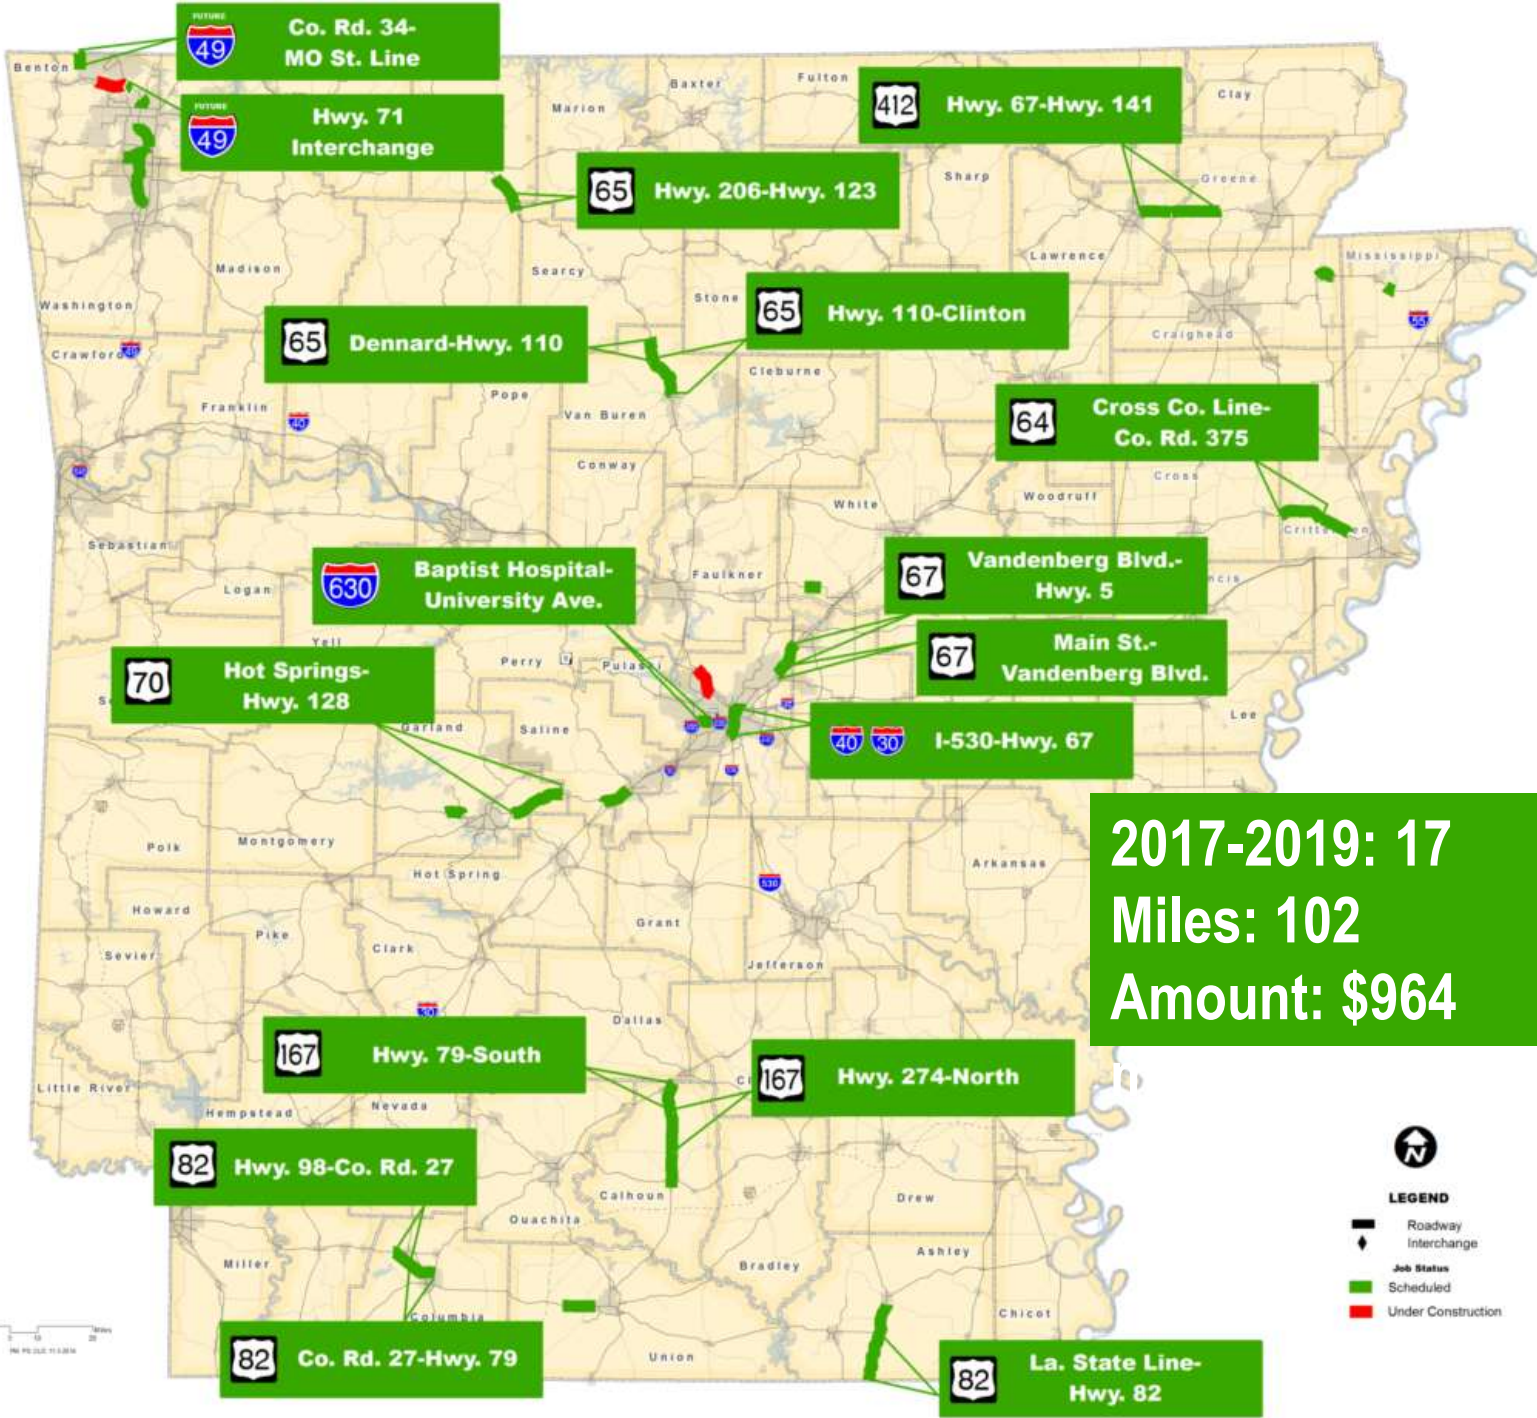 FUTURE
49
Co. Rd. 34-
MO St. Line
FUTURE
49
Hwy. 71
Interchange
412
Hwy. 67-Hwy. 141
65
Hwy. 206-Hwy. 123
65
Hwy. 110-Clinton
65
Dennard-Hwy. 110
64
Cross Co. Line-
Co. Rd. 375
630
Baptist Hospital-
University Ave.
67
Vandenberg Blvd.-
Hwy. 5
67
Main St.-
Vandenberg Blvd.
70
Hot Springs-
Hwy. 128
40
30
I-530-Hwy. 67
2017-2019: 17
Miles: 102
Amount: $964
167
Hwy. 79-South
167
Hwy. 274-North
82
Hwy. 98-Co. Rd. 27
82
Co. Rd. 27-Hwy. 79
82
La. State Line-
Hwy. 82
Benton
Marion
Baxter
Fulton
Clay
Sharp
Greene
Madison
Searcy
Stone
Lawrence
Mississippi
Washington
Craighead
55
Crawford
49
Cleburne
Franklin
40
Pope
Van Buren
Conway
Cross
White
Woodruff
Sebastian
Logan
Faulkner
Yell
Perry
Pulaski
Garland
Saline
Lee
Polk
Montgomery
Hot Spring
530
Arkansas
Howard
Pike
Clark
Grant
Sevier
Jefferson
30
Dallas
Little River
Hempstead
Nevada
Calhoun
Ouachita
Drew
Miller
Bradley
Ashley
Columbia
Union
Chicot
N
LEGEND
Roadway
Interchange
Job Status
Scheduled
Under Construction